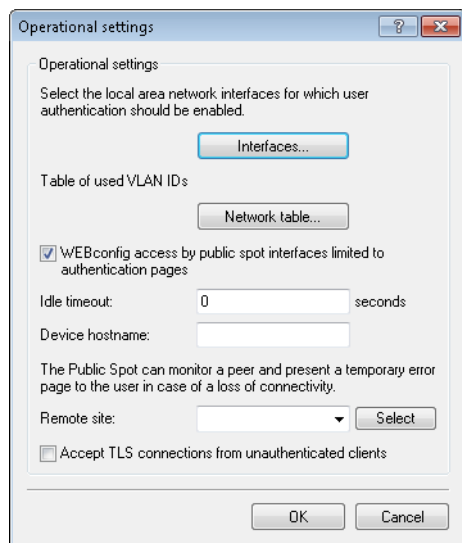 Operational settings
?
Operational settings
Select the local area network interfaces for which user
authentication should be enabled.
Interfaces...
Table of used VLAN IDs
Network table...
WEBconfig access by public spot interfaces limited to
authentication pages
Idle timeout: 0 seconds
Device hostname:
The Public Spot can monitor a peer and present a temporary error
page to the user in case of a loss of connectivity.
Remote site: Select
Accept TLS connections from unauthenticated clients
OK Cancel